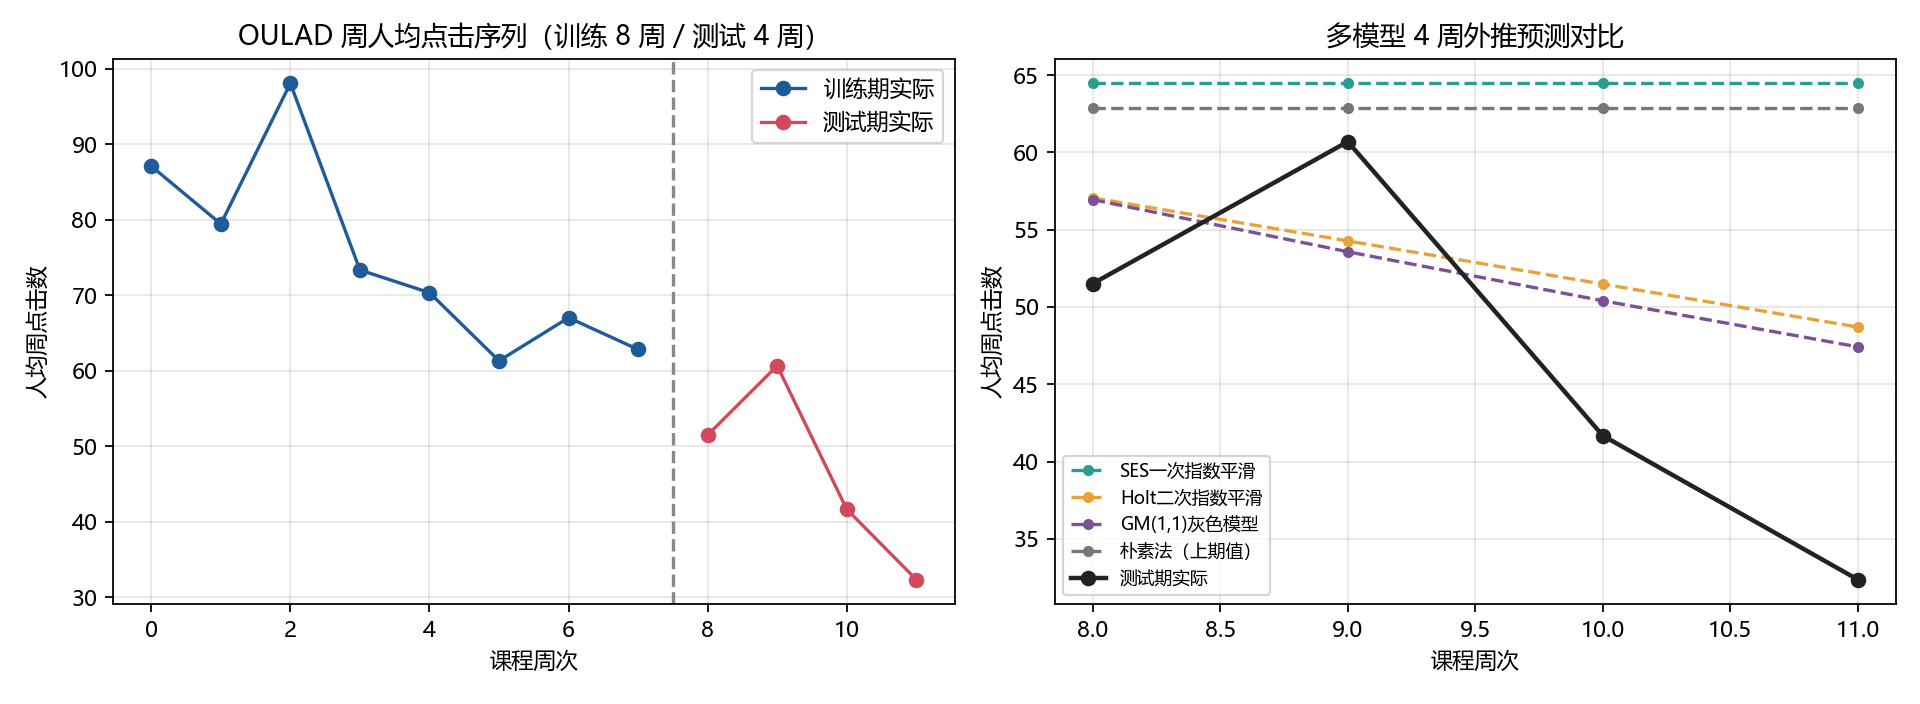 OULAD 周人均点击序列（训练 8 周 / 测试 4 周）
训练期实际
测试期实际
100
90
80
70
60
50
40
30
人均周点击数
0
2
4
6
8
10
课程周次
多模型 4 周外推预测对比
65
60
55
50
45
40
35
人均周点击数
SES一次指数平滑
Holt二次指数平滑
GM(1,1)灰色模型
朴素法（上期值）
测试期实际
8.0
8.5
9.0
9.5
10.0
10.5
11.0
课程周次